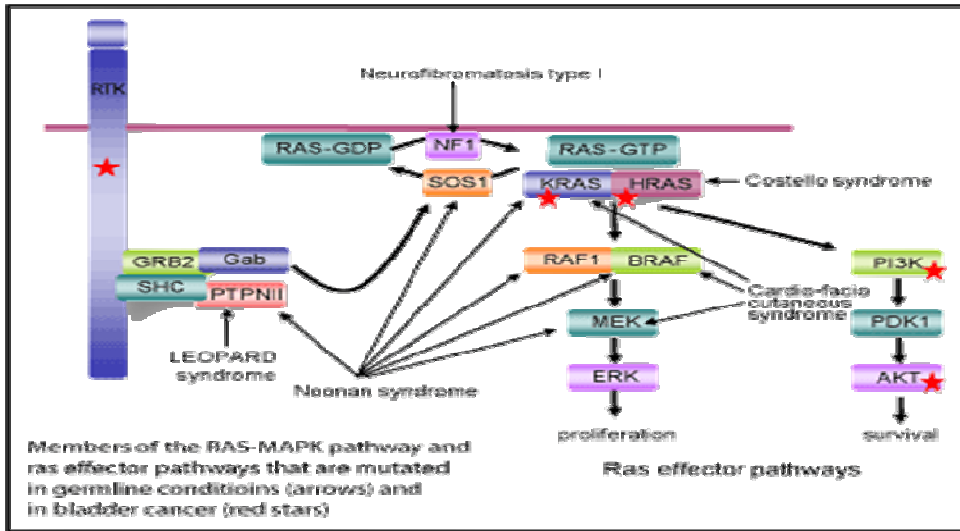 RTK
Neurofibromatosis type I
RAS-GDP
NF1
RAS-GTP
SOS1
KRAS
HRAS
Costello syndrome
GRB2
Gab
RAF1
BRAF
PI3K
SHC
PTPNII
Cardio-facio
cutaneous
syndrome
MEK
PDK1
LEOPARD
syndrome
Noonan syndrome
ERK
AKT
proliferation
survival
Members of the RAS-MAPK pathway and
ras effector pathways that are mutated
in germline conditioins (arrows) and
in bladder cancer (red stars)
Ras effector pathways